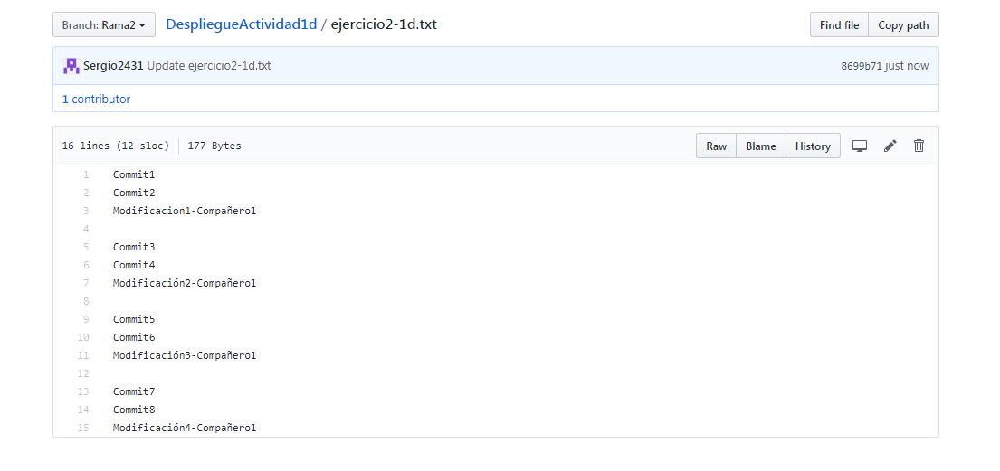 Branch: Rama2 DespliegueActividad1d / ejercicio2-1d.txt Find file Copy path
Sergio2431 Update ejercicio2-1d.txt 8699b71 just now
1 contributor
16 lines (12 sloc) 177 Bytes Raw Blame History
1 Commit1
2 Commit2
3 Modificacion1-Compañero1
4
5 Commit3
6 Commit4
7 Modificación2-Compañero1
8
9 Commit5
10 Commit6
11 Modificación3-Compañero1
12
13 Commit7
14 Commit8
15 Modificación4-Compañero1